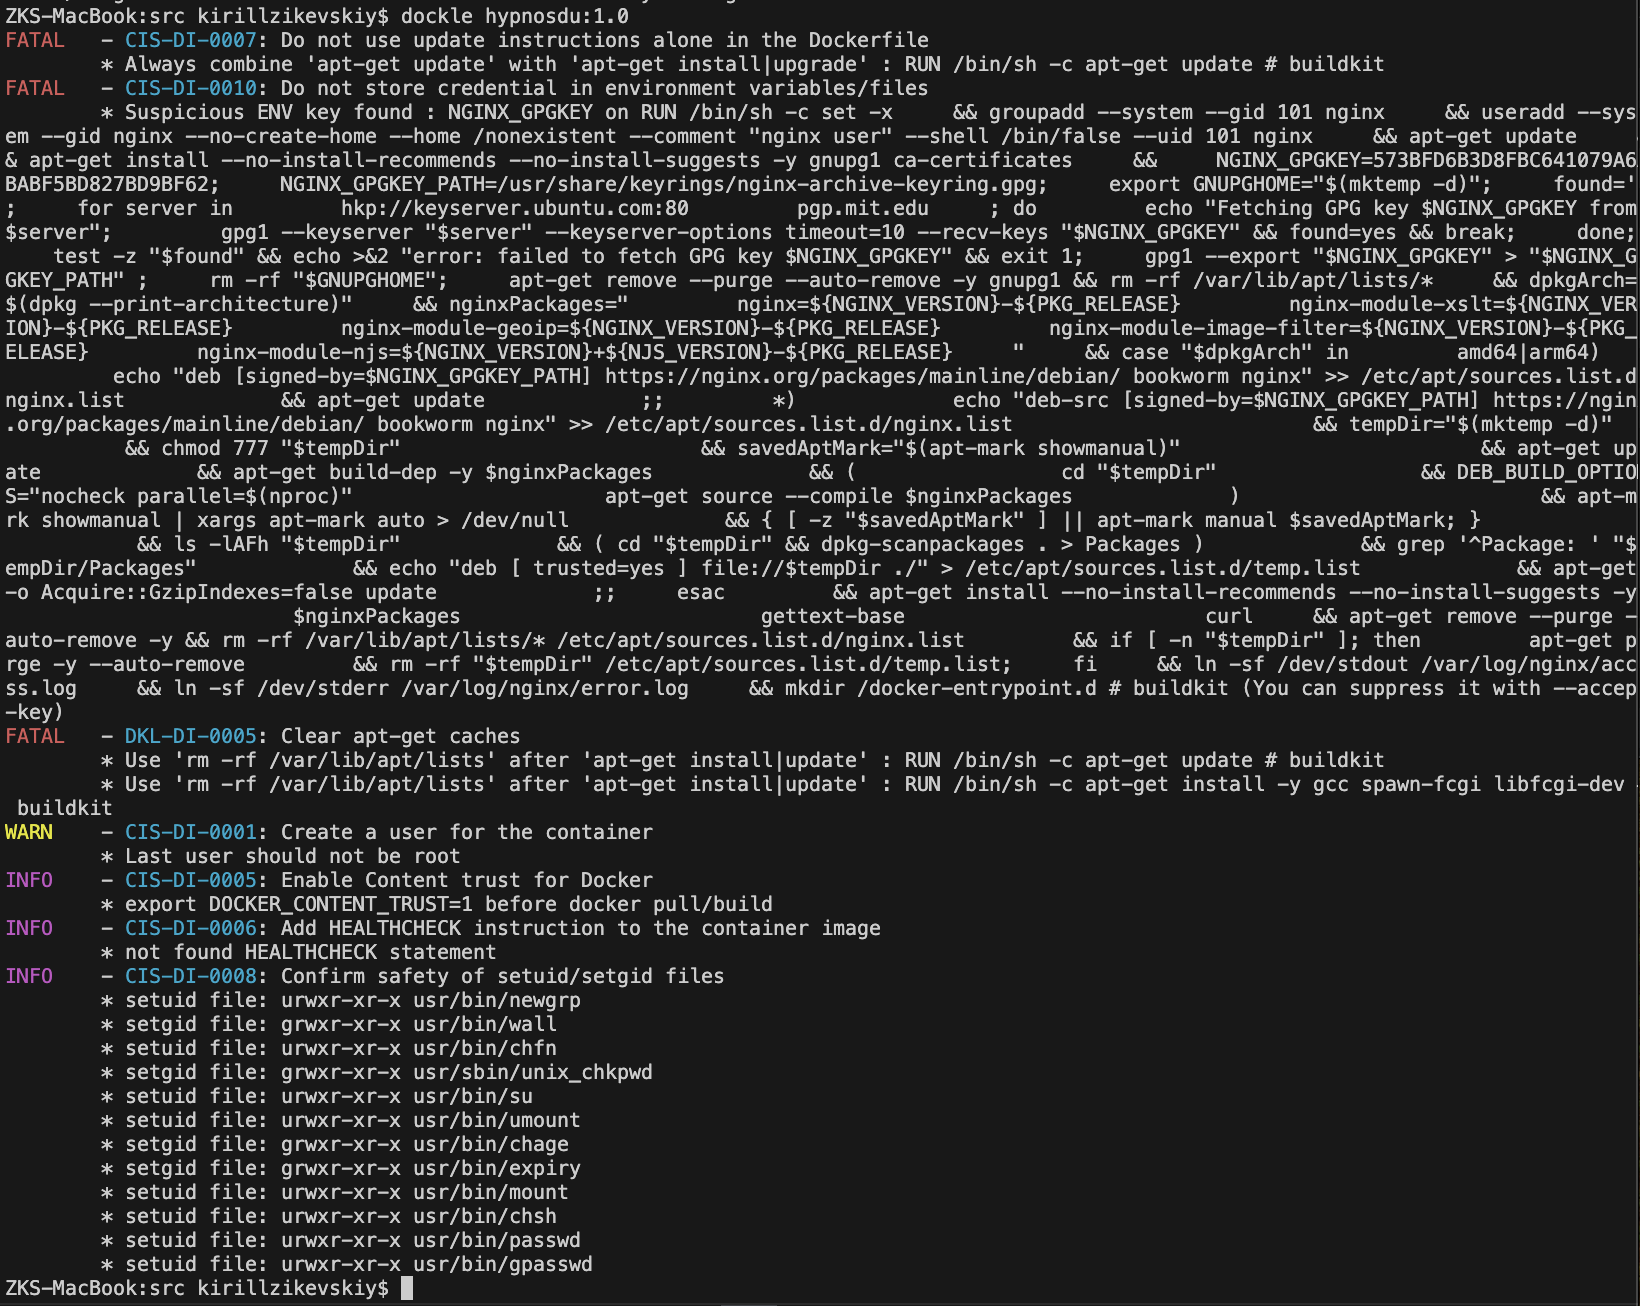 ZKS-MacBook:src kirillzikevskiy$ dockle hypnosdu:1.0
FATAL   - CIS-DI-0007: Do not use update instructions alone in the Dockerfile
        * Always combine 'apt-get update' with 'apt-get install|upgrade' : RUN /bin/sh -c apt-get update # buildkit
FATAL   - CIS-DI-0010: Do not store credential in environment variables/files
        * Suspicious ENV key found : NGINX_GPGKEY on RUN /bin/sh -c set -x     && groupadd --system --gid 101 nginx     && useradd --sys
em --gid nginx --no-create-home --home /nonexistent --comment "nginx user" --shell /bin/false --uid 101 nginx     && apt-get update
& apt-get install --no-install-recommends --no-install-suggests -y gnupg1 ca-certificates     &&     NGINX_GPGKEY=573BFD6B3D8FBC641079A6
BABF5BD827BD9BF62;     NGINX_GPGKEY_PATH=/usr/share/keyrings/nginx-archive-keyring.gpg;     export GNUPGHOME="$(mktemp -d)";     found='
;     for server in         hkp://keyserver.ubuntu.com:80         pgp.mit.edu     ; do         echo "Fetching GPG key $NGINX_GPGKEY from
$server";         gpg1 --keyserver "$server" --keyserver-options timeout=10 --recv-keys "$NGINX_GPGKEY" && found=yes && break;     done;
    test -z "$found" && echo >&2 "error: failed to fetch GPG key $NGINX_GPGKEY" && exit 1;     gpg1 --export "$NGINX_GPGKEY" > "$NGINX_G
GKEY_PATH" ;     rm -rf "$GNUPGHOME";     apt-get remove --purge --auto-remove -y gnupg1 && rm -rf /var/lib/apt/lists/*     && dpkgArch=
$(dpkg --print-architecture)"     && nginxPackages="         nginx=${NGINX_VERSION}-${PKG_RELEASE}         nginx-module-xslt=${NGINX_VER
ION}-${PKG_RELEASE}         nginx-module-geoip=${NGINX_VERSION}-${PKG_RELEASE}         nginx-module-image-filter=${NGINX_VERSION}-${PKG_
ELEASE}         nginx-module-njs=${NGINX_VERSION}+${NJS_VERSION}-${PKG_RELEASE}     "     && case "$dpkgArch" in         amd64|arm64)
         echo "deb [signed-by=$NGINX_GPGKEY_PATH] https://nginx.org/packages/mainline/debian/ bookworm nginx" >> /etc/apt/sources.list.d
nginx.list             && apt-get update             ;;         *)             echo "deb-src [signed-by=$NGINX_GPGKEY_PATH] https://ngin
.org/packages/mainline/debian/ bookworm nginx" >> /etc/apt/sources.list.d/nginx.list                         && tempDir="$(mktemp -d)"
          && chmod 777 "$tempDir"                         && savedAptMark="$(apt-mark showmanual)"                         && apt-get up
ate             && apt-get build-dep -y $nginxPackages             && (                 cd "$tempDir"                 && DEB_BUILD_OPTIO
S="nocheck parallel=$(nproc)"                     apt-get source --compile $nginxPackages             )                         && apt-m
rk showmanual | xargs apt-mark auto > /dev/null             && { [ -z "$savedAptMark" ] || apt-mark manual $savedAptMark; }
           && ls -lAFh "$tempDir"             && ( cd "$tempDir" && dpkg-scanpackages . > Packages )             && grep '^Package: ' "$
empDir/Packages"             && echo "deb [ trusted=yes ] file://$tempDir ./" > /etc/apt/sources.list.d/temp.list             && apt-get
-o Acquire::GzipIndexes=false update             ;;     esac         && apt-get install --no-install-recommends --no-install-suggests -y
                        $nginxPackages                         gettext-base                         curl     && apt-get remove --purge -
auto-remove -y && rm -rf /var/lib/apt/lists/* /etc/apt/sources.list.d/nginx.list         && if [ -n "$tempDir" ]; then         apt-get p
rge -y --auto-remove         && rm -rf "$tempDir" /etc/apt/sources.list.d/temp.list;     fi     && ln -sf /dev/stdout /var/log/nginx/acc
ss.log     && ln -sf /dev/stderr /var/log/nginx/error.log     && mkdir /docker-entrypoint.d # buildkit (You can suppress it with --accep
-key)
FATAL   - DKL-DI-0005: Clear apt-get caches
        * Use 'rm -rf /var/lib/apt/lists' after 'apt-get install|update' : RUN /bin/sh -c apt-get update # buildkit
        * Use 'rm -rf /var/lib/apt/lists' after 'apt-get install|update' : RUN /bin/sh -c apt-get install -y gcc spawn-fcgi libfcgi-dev
 buildkit
WARN    - CIS-DI-0001: Create a user for the container
        * Last user should not be root
INFO    - CIS-DI-0005: Enable Content trust for Docker
        * export DOCKER_CONTENT_TRUST=1 before docker pull/build
INFO    - CIS-DI-0006: Add HEALTHCHECK instruction to the container image
        * not found HEALTHCHECK statement
INFO    - CIS-DI-0008: Confirm safety of setuid/setgid files
        * setuid file: urwxr-xr-x usr/bin/newgrp
        * setgid file: grwxr-xr-x usr/bin/wall
        * setuid file: urwxr-xr-x usr/bin/chfn
        * setgid file: grwxr-xr-x usr/sbin/unix_chkpwd
        * setuid file: urwxr-xr-x usr/bin/su
        * setuid file: urwxr-xr-x usr/bin/umount
        * setgid file: grwxr-xr-x usr/bin/chage
        * setgid file: grwxr-xr-x usr/bin/expiry
        * setuid file: urwxr-xr-x usr/bin/mount
        * setuid file: urwxr-xr-x usr/bin/chsh
        * setuid file: urwxr-xr-x usr/bin/passwd
        * setuid file: urwxr-xr-x usr/bin/gpasswd
ZKS-MacBook:src kirillzikevskiy$